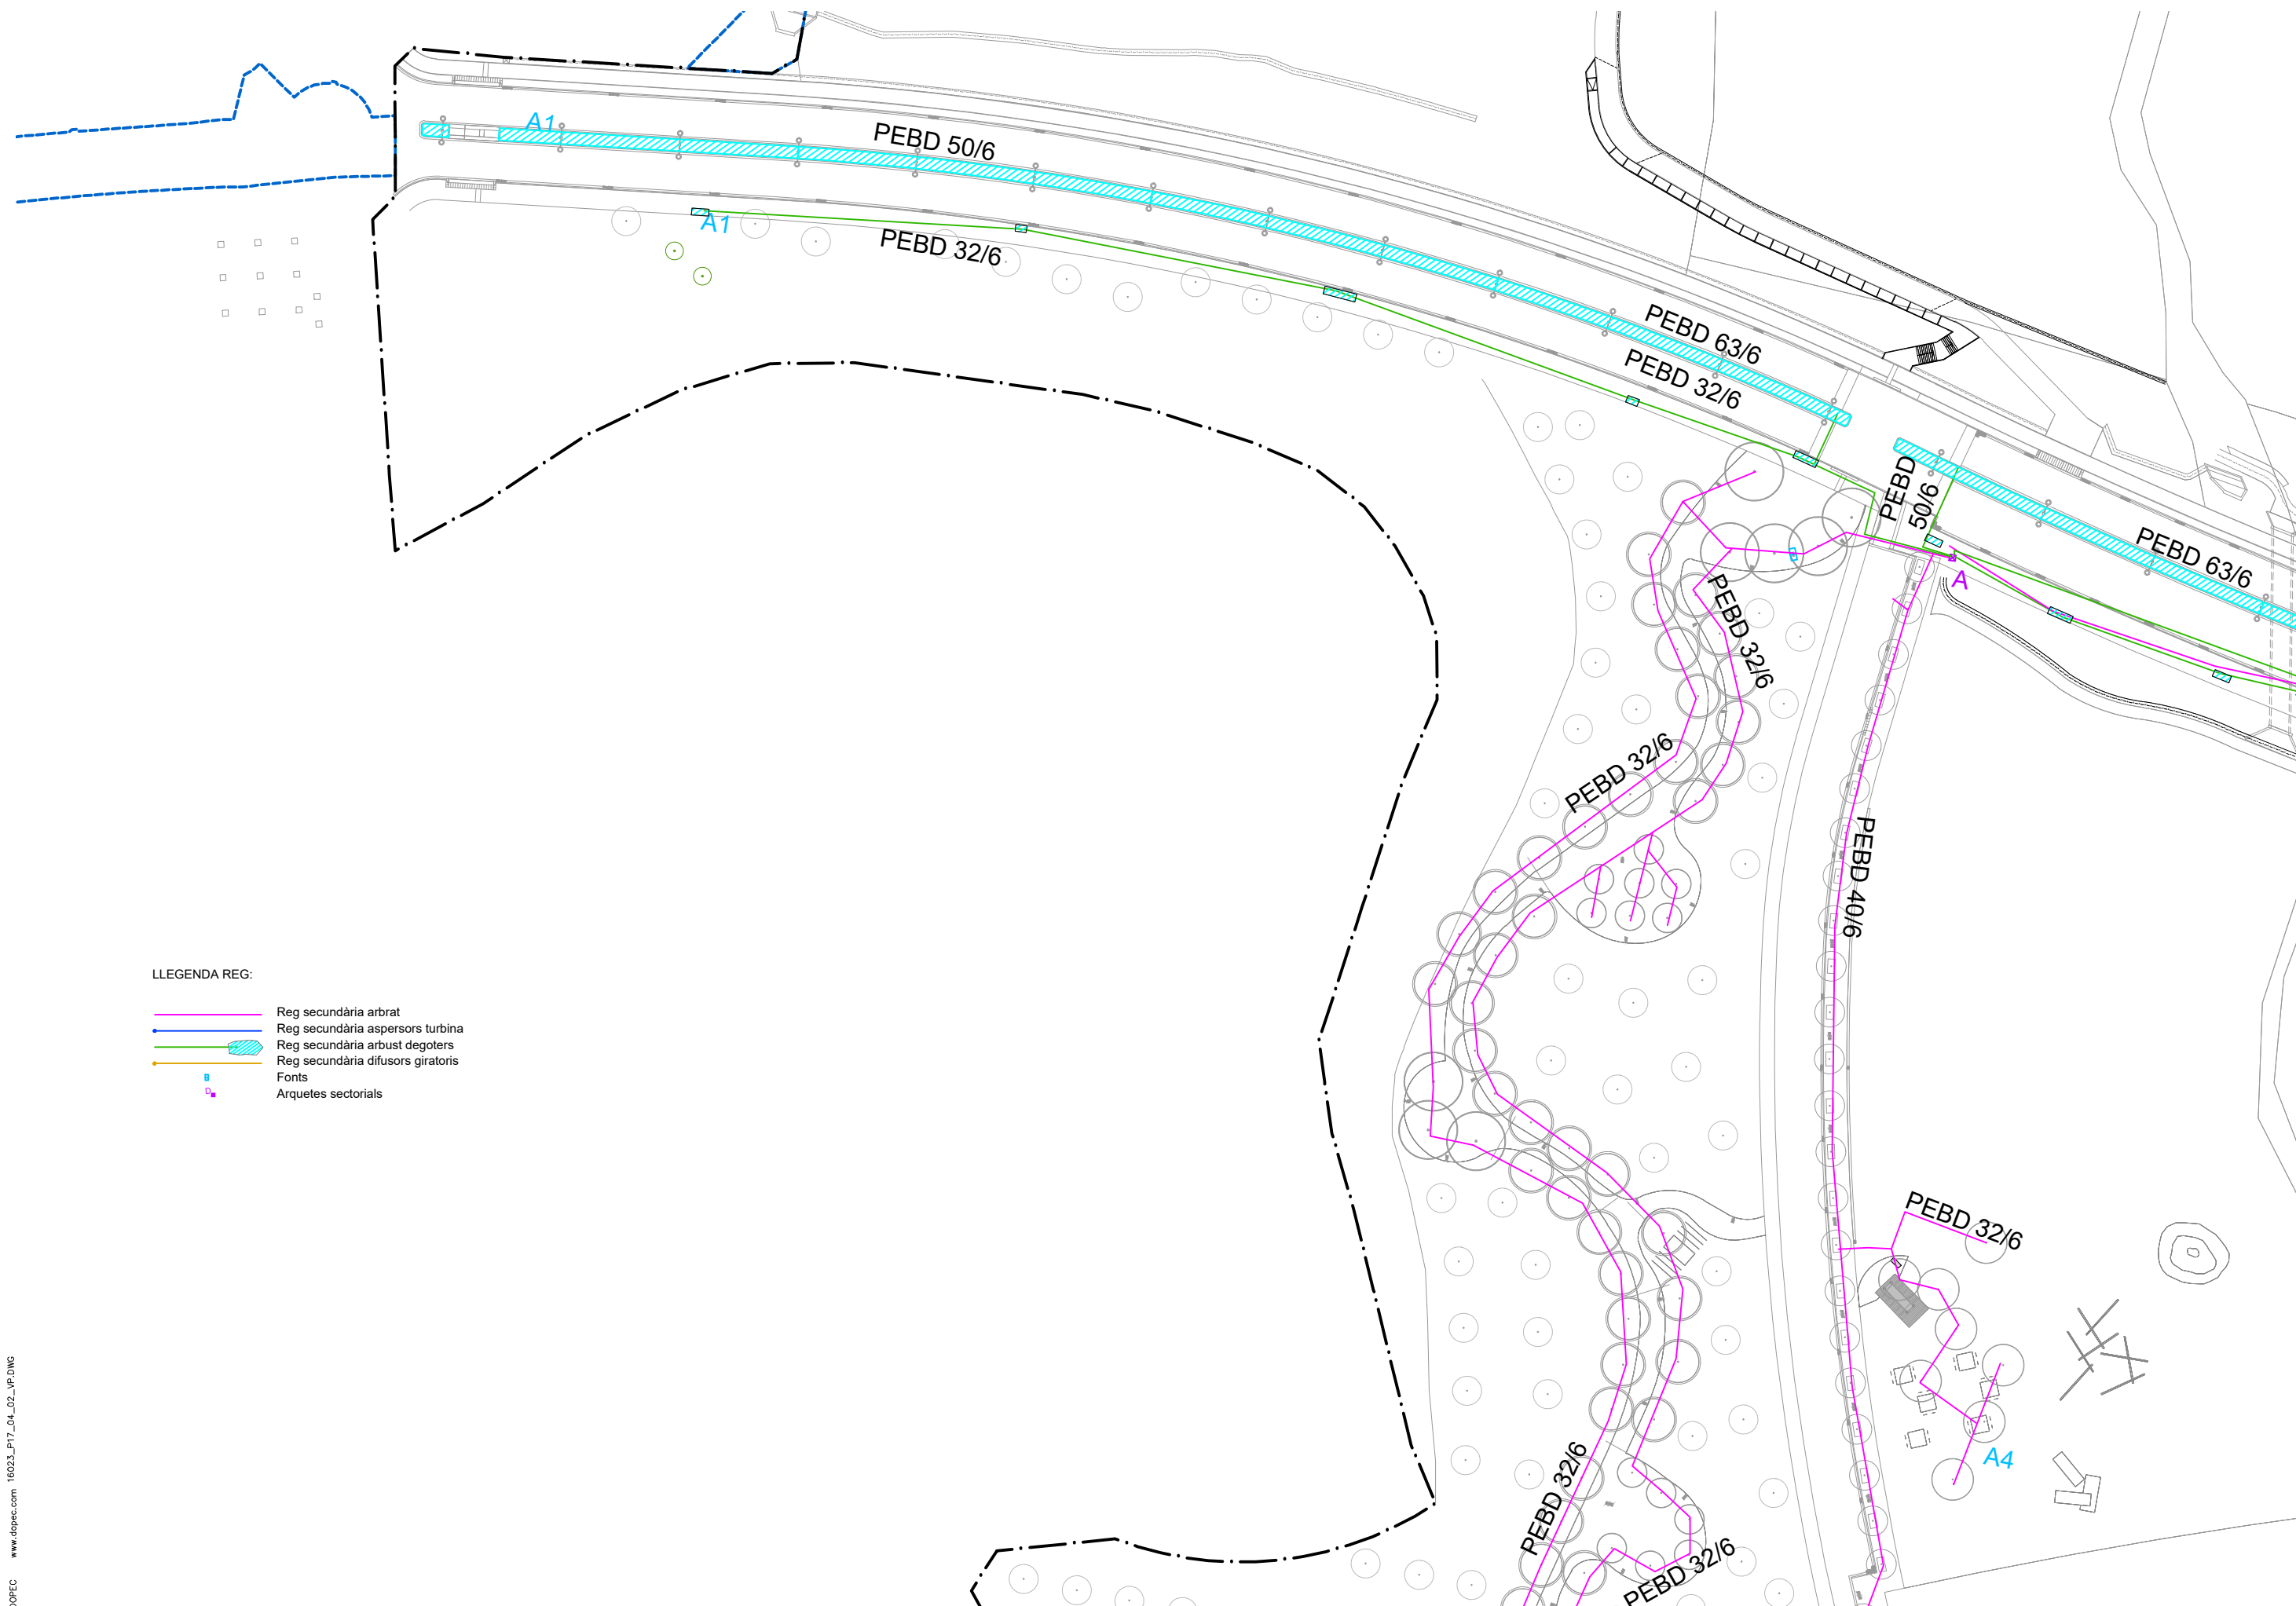 A1
PEBD 50/6
A1
PEBD 32/6
PEBD 63/6
PEBD 32/6
PEBD
50/6
PEBD 63/6
A
PEBD 32/6
PEBD 32/6
PEBD 40/6
LLEGENDA REG:
Reg secundària arbrat
Reg secundària aspersors turbina
Reg secundària arbust degoters
Reg secundària difusors giratoris
Fonts
D
Arquetes sectorials
PEBD 32/6
A4
PEBD 32/6
PEBD 32/6
DOPEC www.dopec.com 16023_P17_04_02_VP.DWG